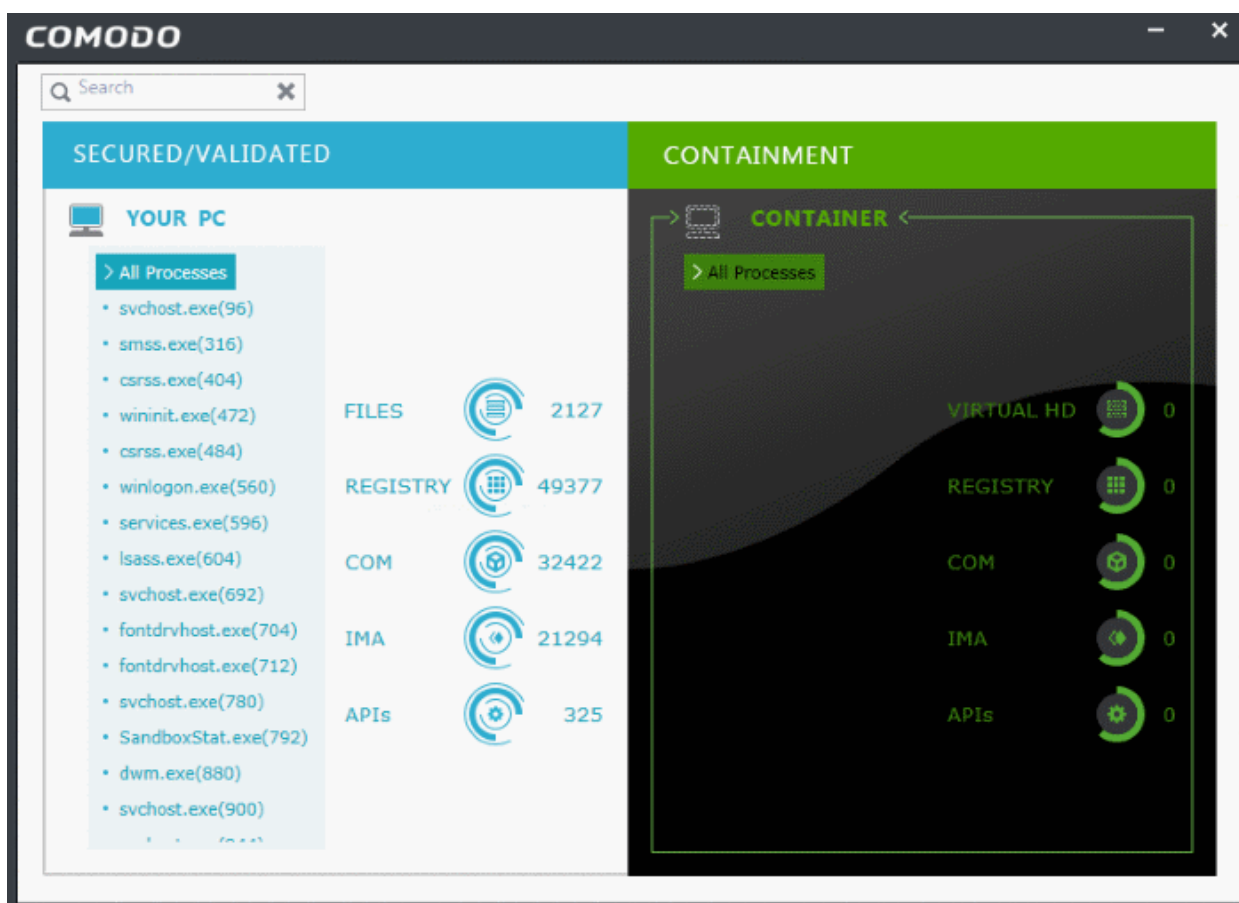 COMODO
Search
SECURED/VALIDATED
YOUR PC
All Processes
svchost.exe(96)
smss.exe(316)
csrss.exe(404)
wininit.exe(472)
csrss.exe(484)
winlogon.exe(560)
services.exe(596)
lsass.exe(604)
svchost.exe(692)
fontdrvhost.exe(704)
fontdrvhost.exe(712)
svchost.exe(780)
SandboxStat.exe(792)
dwm.exe(880)
svchost.exe(900)
FILES 2127
REGISTRY 49377
COM 32422
IMA 21294
APIs 325
CONTAINMENT
CONTAINER
All Processes
VIRTUAL HD 0
REGISTRY 0
COM 0
IMA 0
APIs 0